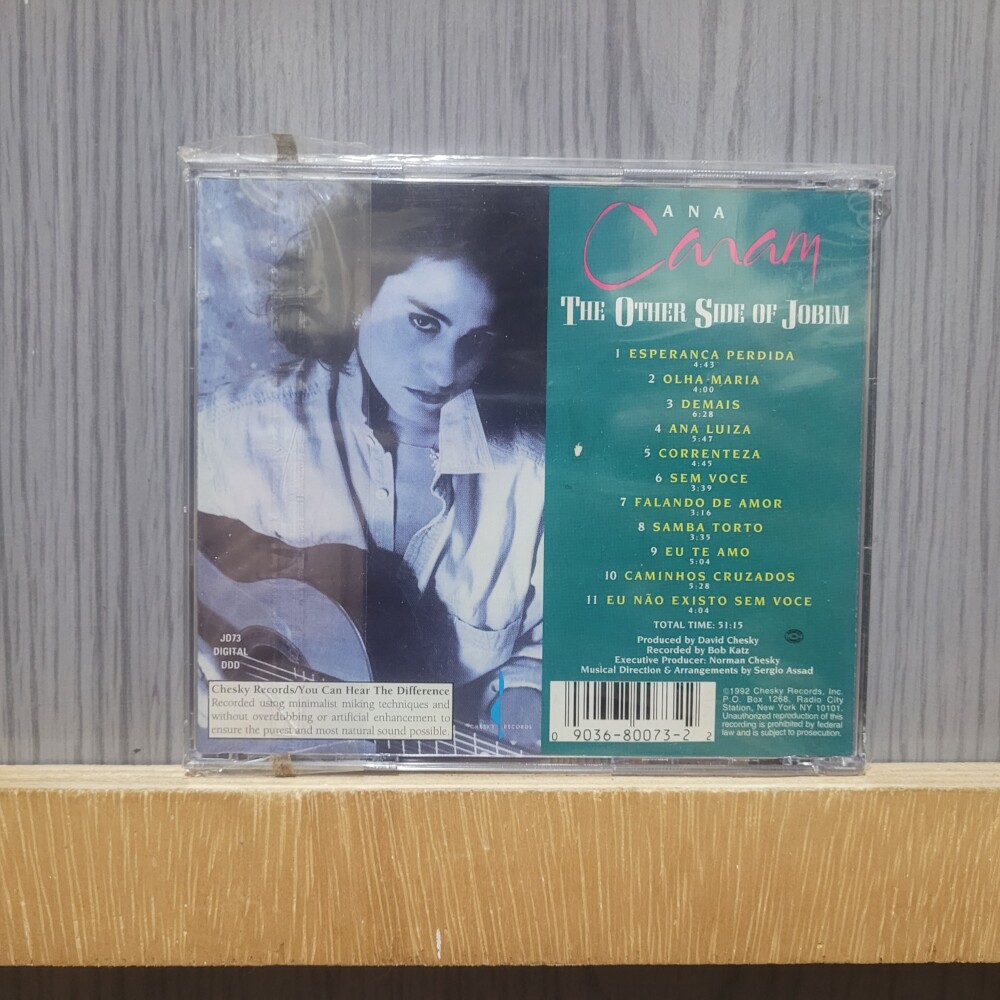 ANA
Caram
THE OTHER SIDE OF JOBIM
1 ESPERANCA PERDIDA
4:43
2 OLHA MARIA
4:00
3 DEMAIS
6:28
4 ANA LUIZA
5:47
5 CORRENTEZA
4:45
6 SEM VOCE
3:39
7 FALANDO DE AMOR
3:16
8 SAMBA TORTO
3:35
9 EU TE AMO
5:04
10 CAMINHOS CRUZADOS
5:28
11 EU NÃO EXISTO SEM VOCE
4:04
TOTAL TIME: 51:15
Produced by David Chesky
Recorded by Bob Katz
Executive Producer: Norman Chesky
Musical Direction & Arrangements by Sergio Assad
JD73
DIGITAL
DDD
Chesky Records/You Can Hear The Difference
Recorded using minimalist miking techniques and
without overdubbing or artificial enhancement to
ensure the purest and most natural sound possible.
CHESKY RECORDS
0 9036-80073-2 2
©1992 Chesky Records, Inc.
P.O. Box 1268, Radio City
Station, New York NY 10101.
Unauthorized reproduction of this
recording is prohibited by federal
law and is subject to prosecution.